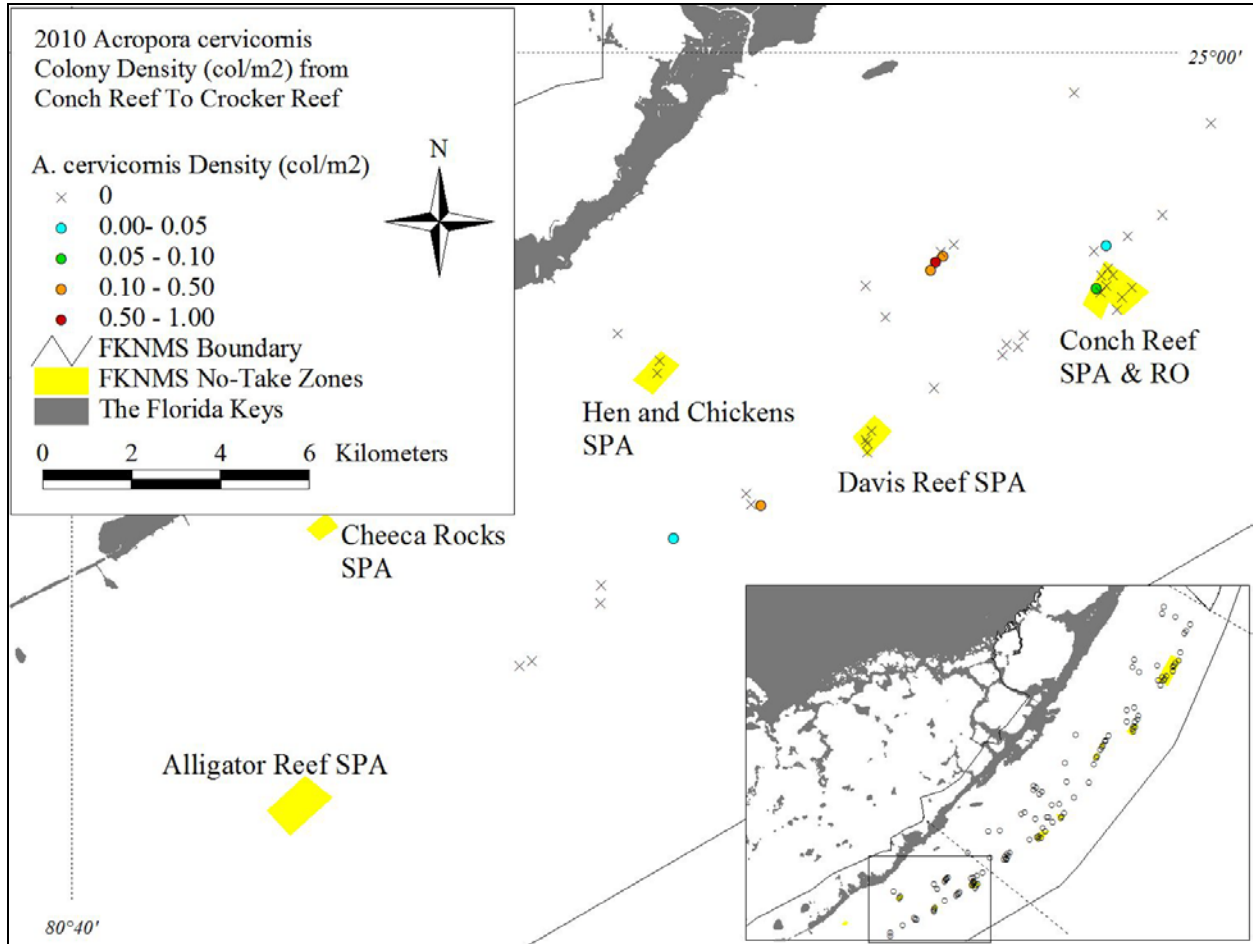 2010 Acropora cervicornis
Colony Density (col/m2) from
Conch Reef To Crocker Reef
N
A. cervicornis Density (col/m2)
0
0.00- 0.05
0.05 - 0.10
0.10 - 0.50
0.50 - 1.00
FKNMS Boundary
FKNMS No-Take Zones
The Florida Keys
0 2 4 6 Kilometers
25°00'
Conch Reef
SPA & RO
Hen and Chickens
SPA
Davis Reef SPA
Cheeca Rocks
SPA
Alligator Reef SPA
80°40'